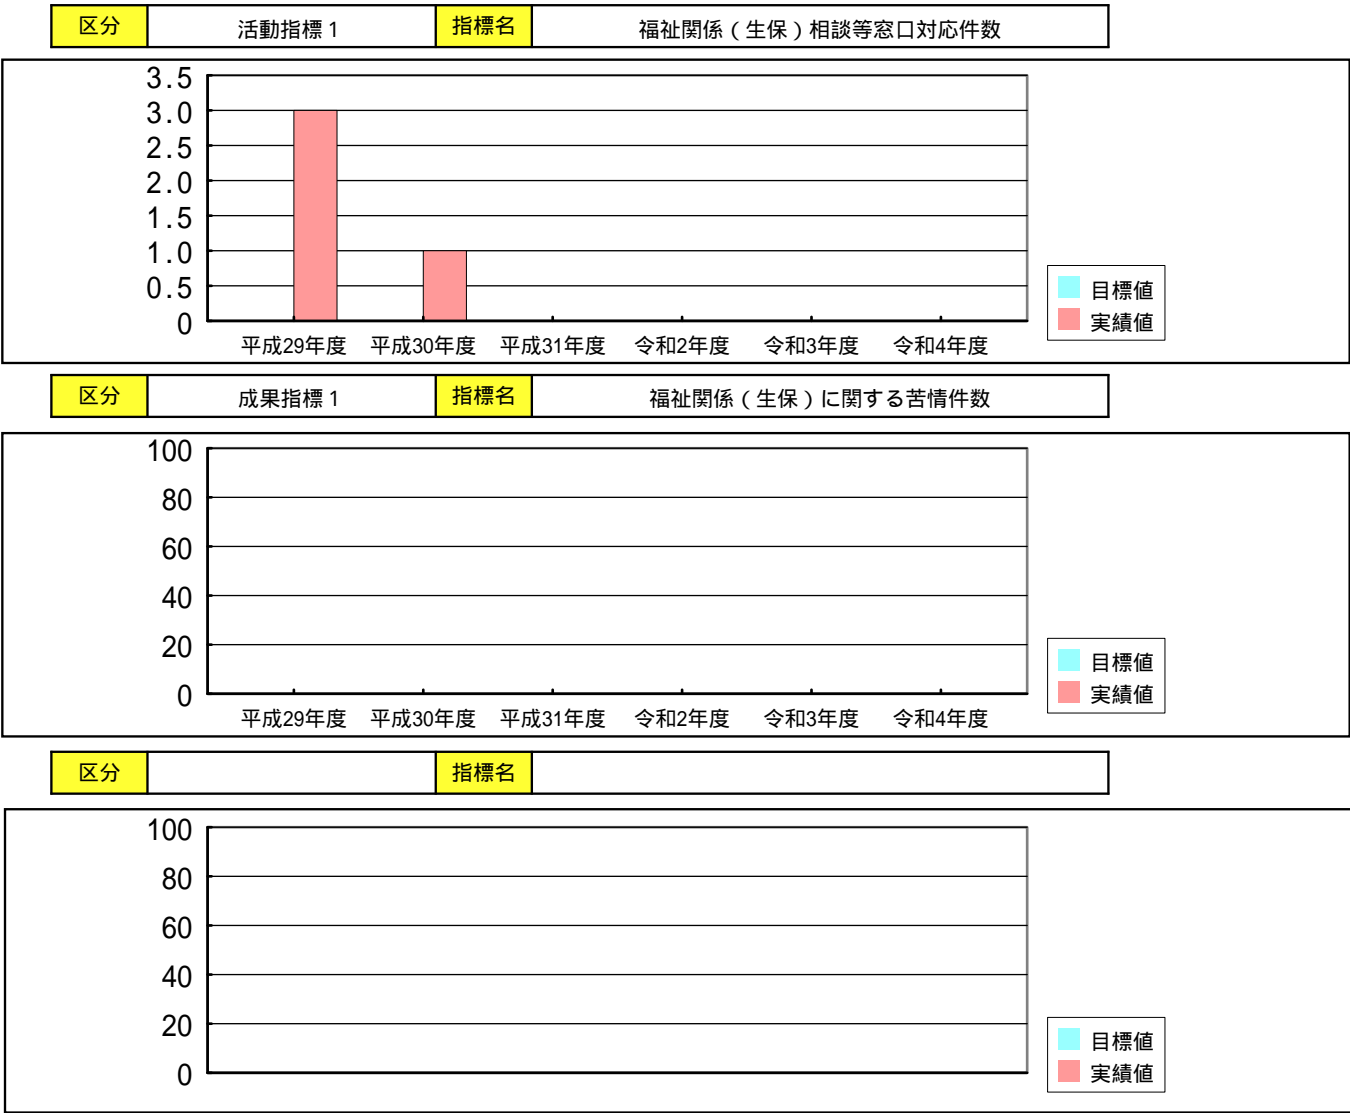 区分 活動指標１ 指標名 福祉関係（生保）相談等窓口対応件数
3.5
3.0
2.5
2.0
1.5
1.0
0.5
0
平成29年度 平成30年度 平成31年度 令和2年度 令和3年度 令和4年度
目標値
実績値
区分 成果指標１ 指標名 福祉関係（生保）に関する苦情件数
100
80
60
40
20
0
平成29年度 平成30年度 平成31年度 令和2年度 令和3年度 令和4年度
目標値
実績値
区分 指標名
100
80
60
40
20
0
目標値
実績値